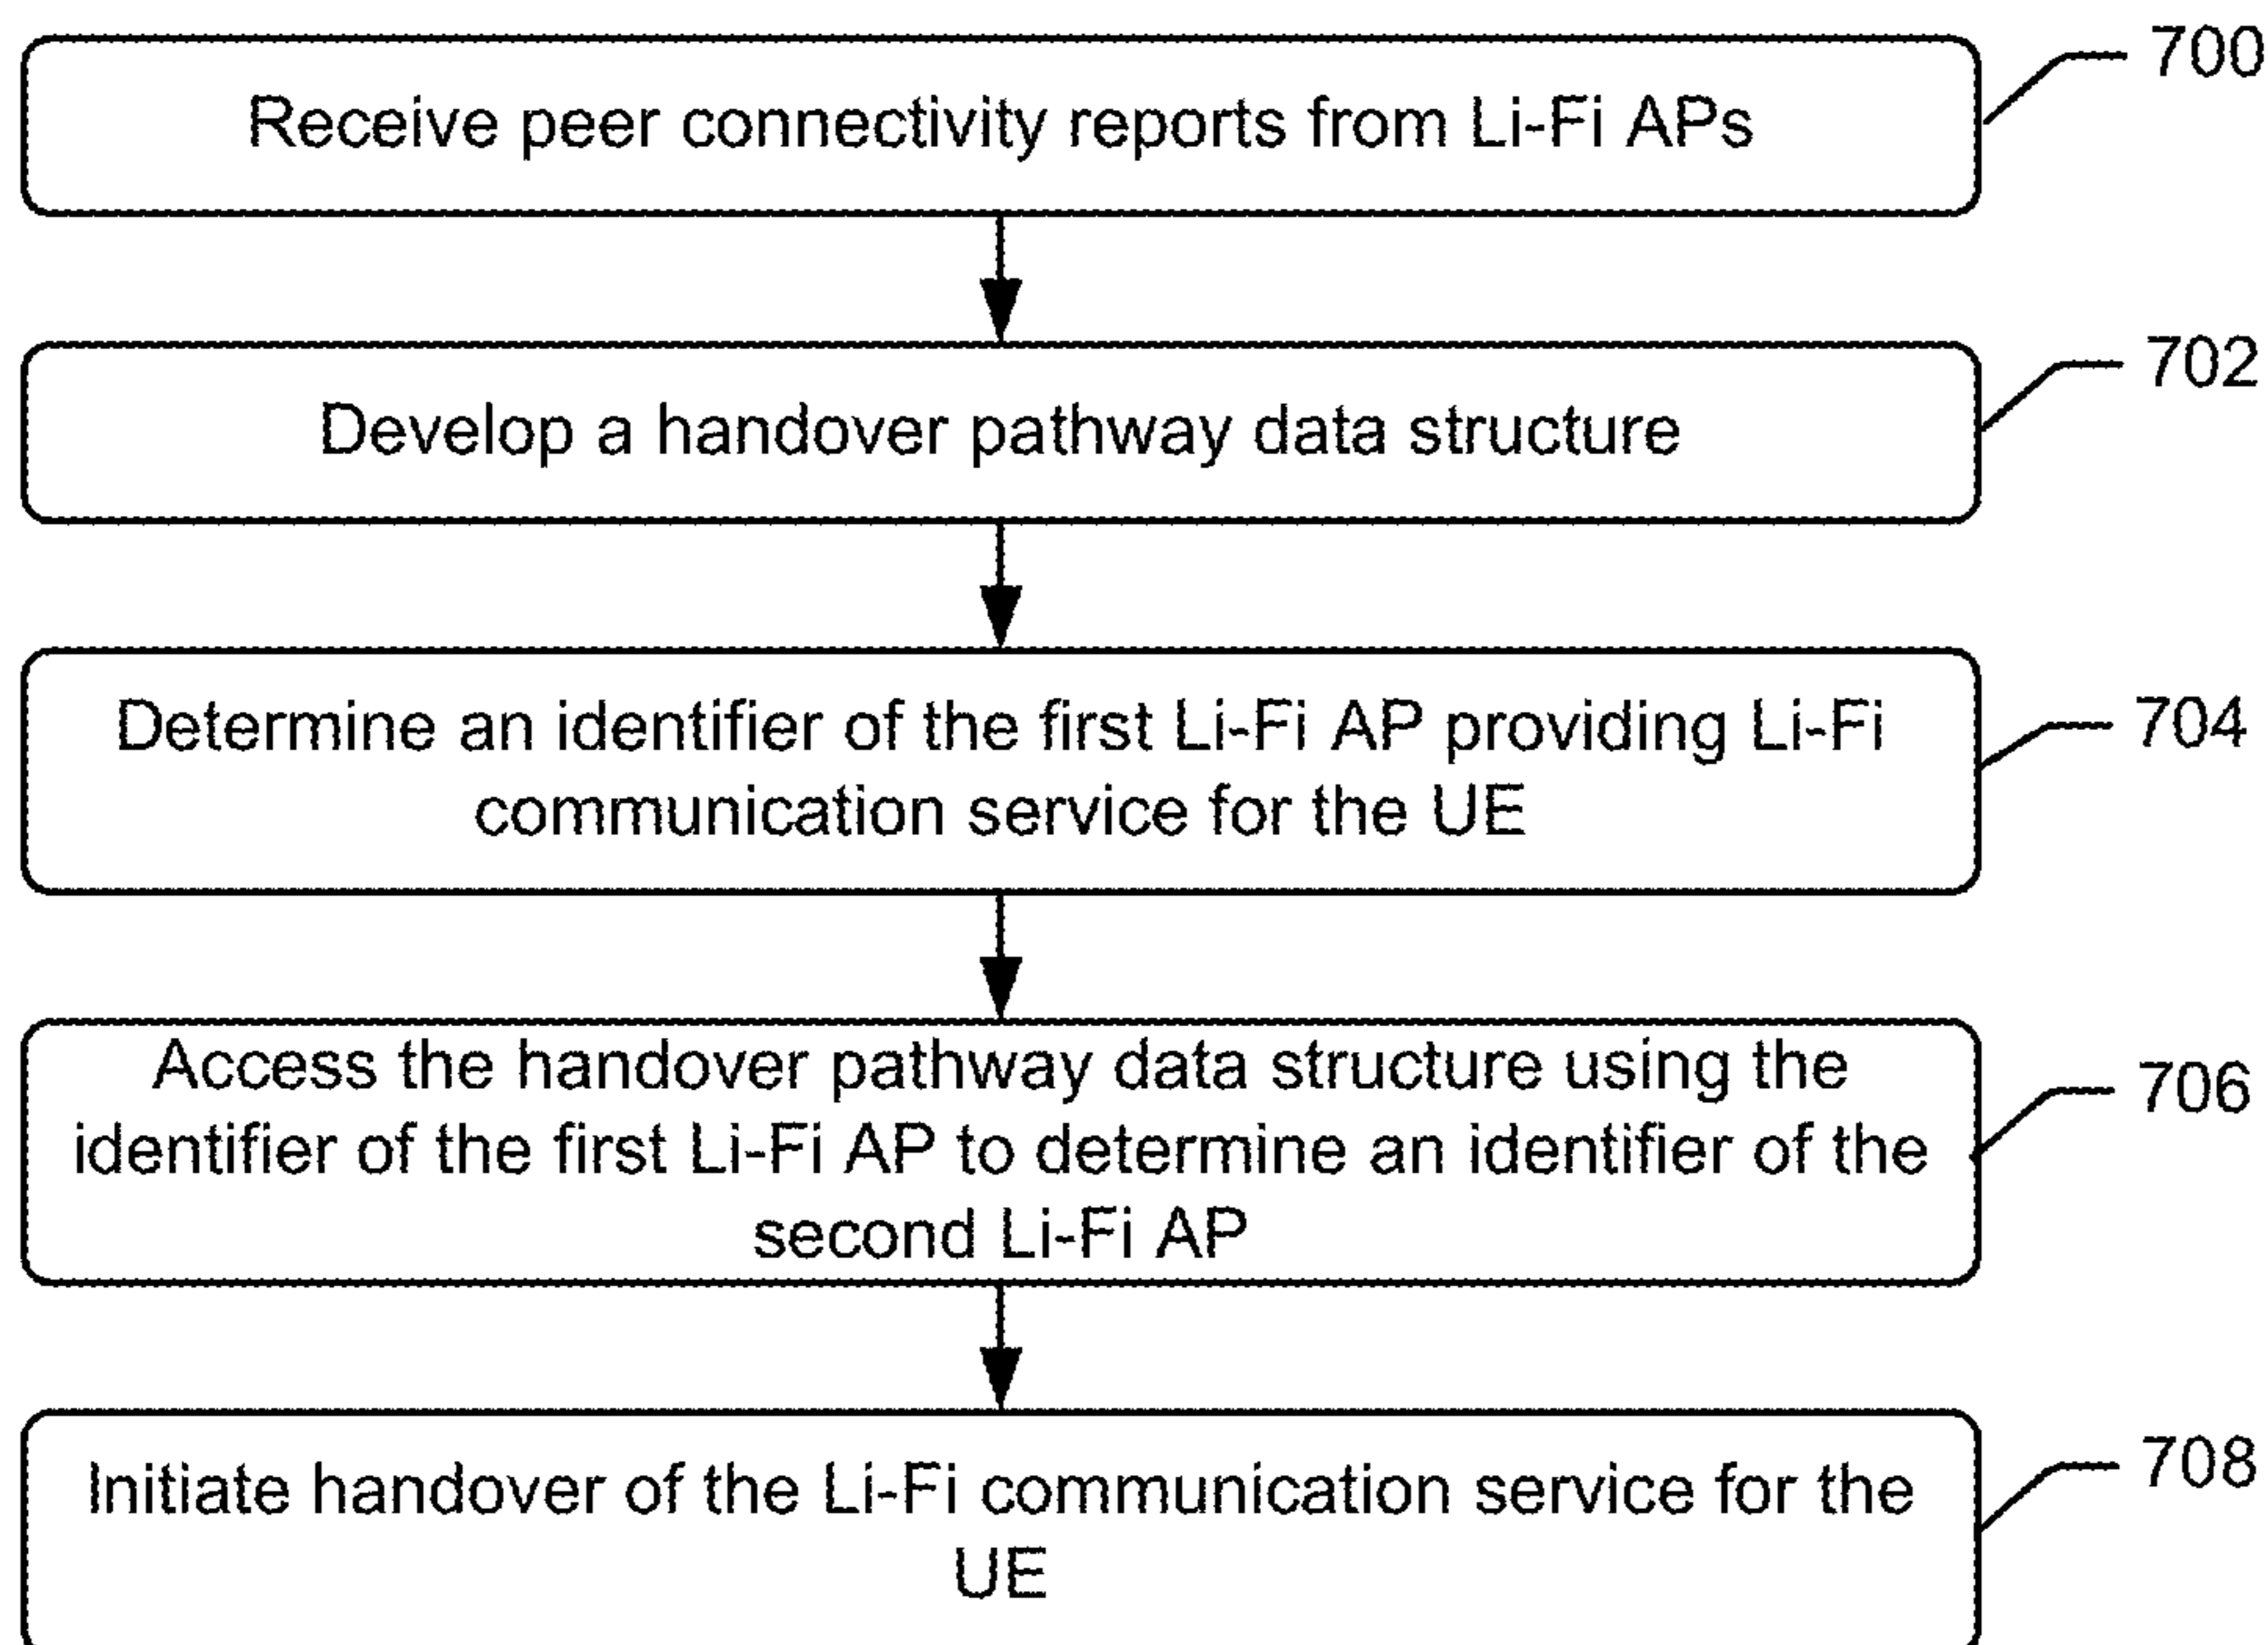 700
Receive peer connectivity reports from Li-Fi APs
702
Develop a handover pathway data structure
704
Determine an identifier of the first Li-Fi AP providing Li-Fi
communication service for the UE
706
Access the handover pathway data structure using the
identifier of the first Li-Fi AP to determine an identifier of the
second Li-Fi AP
708
Initiate handover of the Li-Fi communication service for the
UE